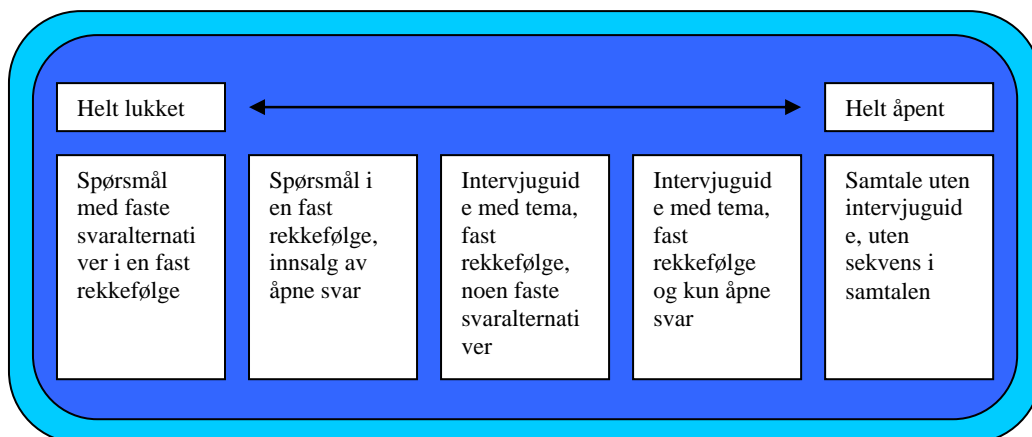 Helt lukket
Helt åpent
Spørsmål
med faste
svaralternati
ver i en fast
rekkefølge
Spørsmål i
en fast
rekkefølge,
innsalg av
åpne svar
Intervjuguid
e med tema,
fast
rekkefølge,
noen faste
svaralternati
ver
Intervjuguid
e med tema,
fast
rekkefølge
og kun åpne
svar
Samtale uten
intervjuguid
e, uten
sekvens i
samtalen